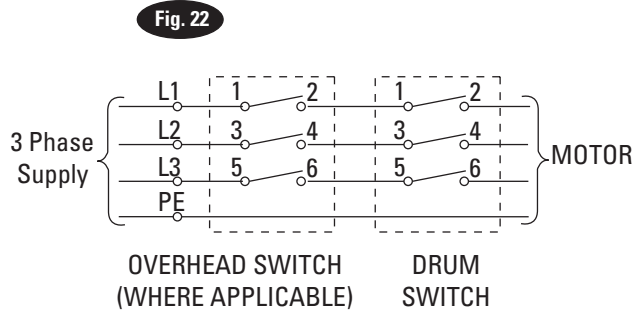 Fig. 22
L1 1 2 1 2
L2 3 4 3 4
L3 5 6 5 6
PE
3 Phase
Supply
MOTOR
OVERHEAD SWITCH
(WHERE APPLICABLE)
DRUM
SWITCH